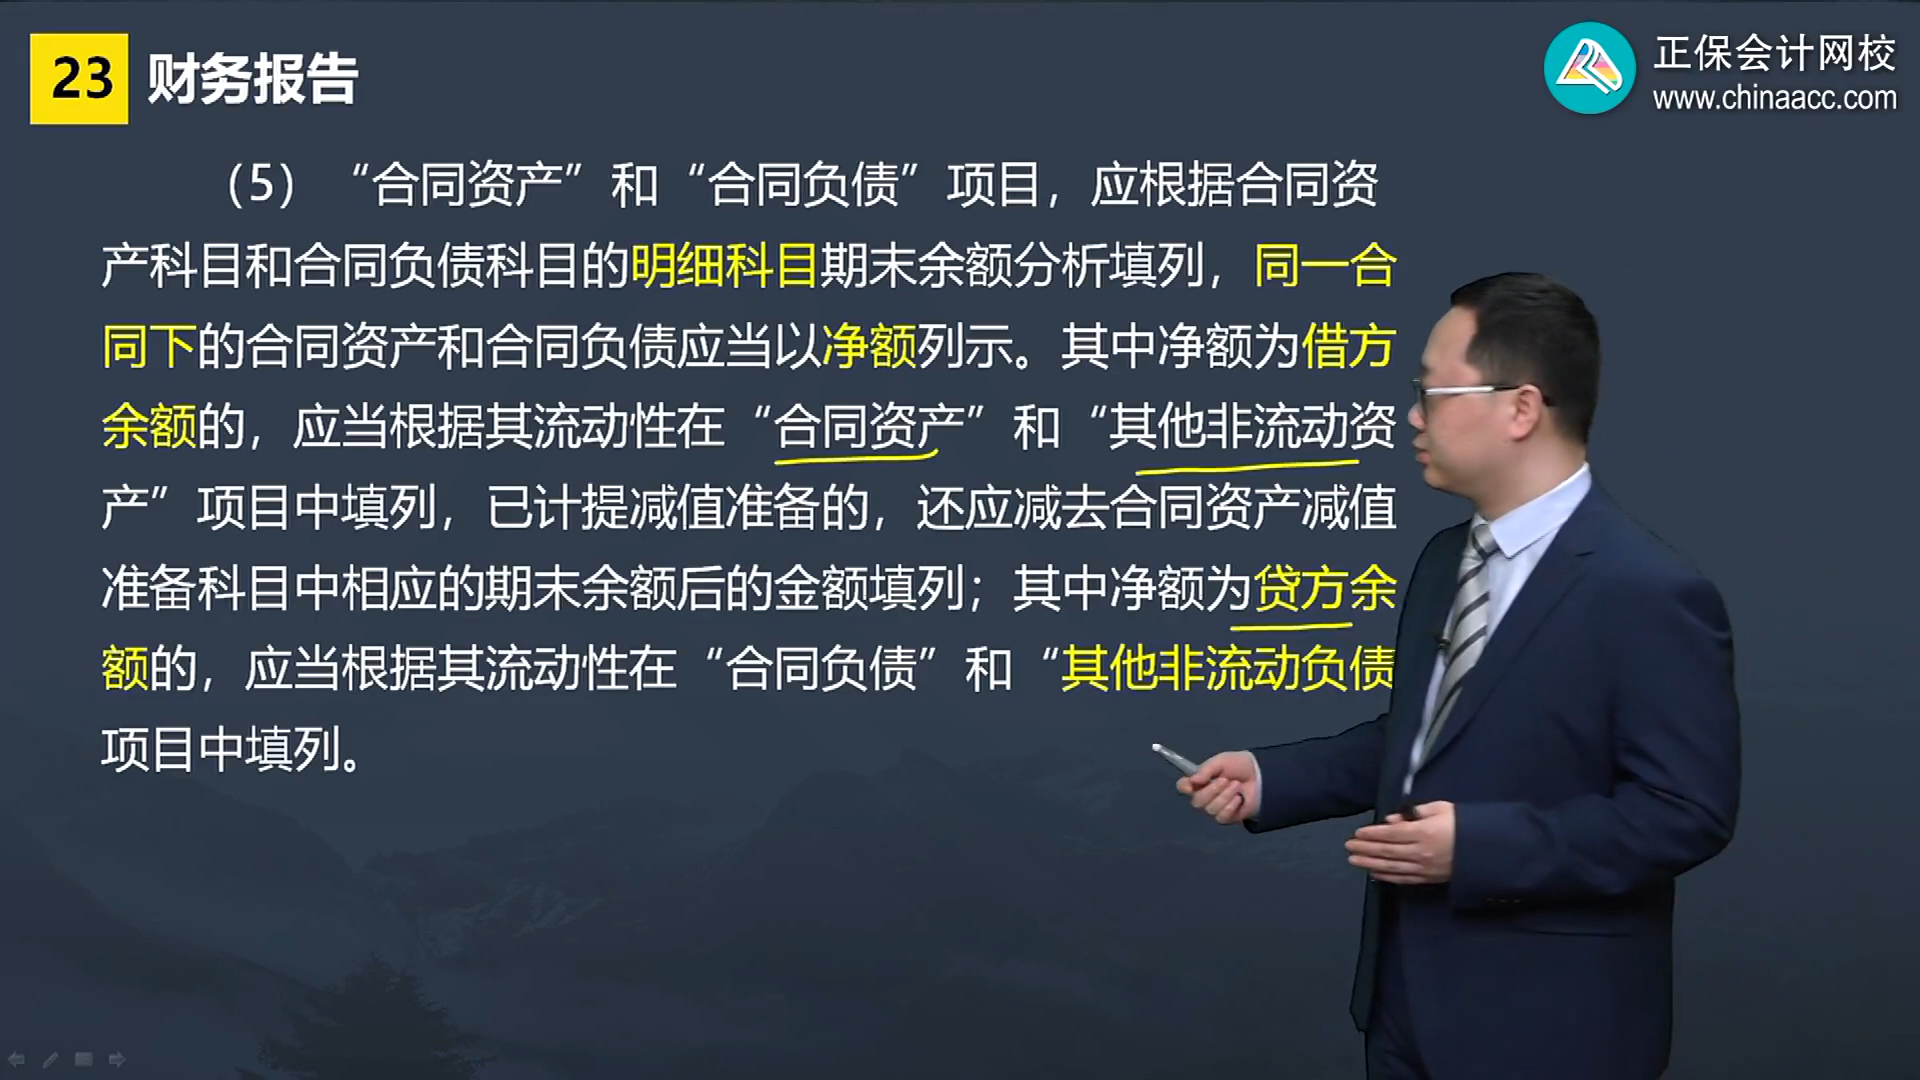 23 财务报告
正保会计网校
www.chinaacc.com
（5）“合同资产”和“合同负债”项目，应根据合同资
产科目和合同负债科目的明细科目期末余额分析填列，同一合
同下的合同资产和合同负债应当以净额列示。其中净额为借方
余额的，应当根据其流动性在“合同资产”和“其他非流动资
产”项目中填列，已计提减值准备的，还应减去合同资产减值
准备科目中相应的期末余额后的金额填列；其中净额为贷方余
额的，应当根据其流动性在“合同负债”和“其他非流动负债
项目中填列。